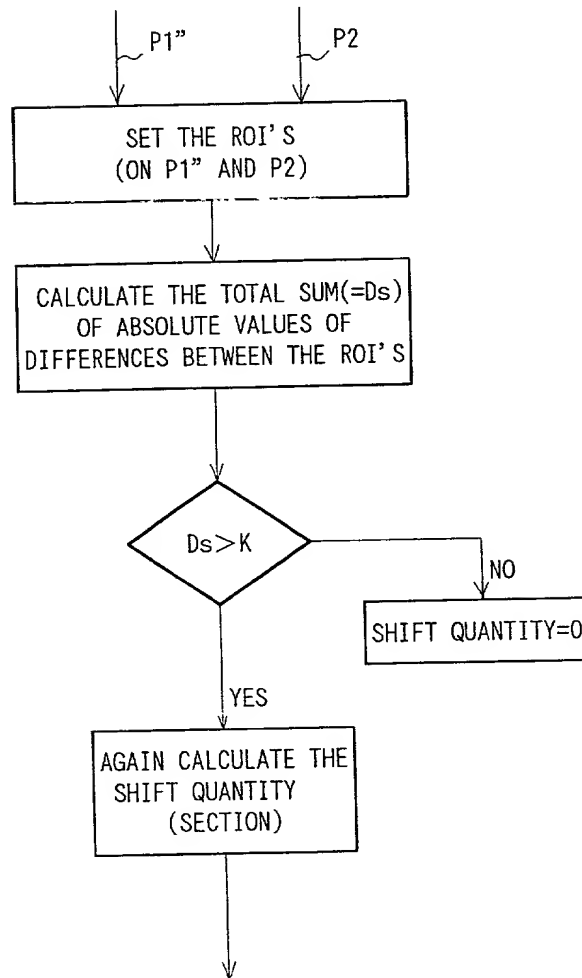 P1” P2
SET THE ROI'S
(ON P1” AND P2)
CALCULATE THE TOTAL SUM(=Ds)
OF ABSOLUTE VALUES OF
DIFFERENCES BETWEEN THE ROI'S
Ds>K
NO
SHIFT QUANTITY=0
YES
AGAIN CALCULATE THE
SHIFT QUANTITY
(SECTION)